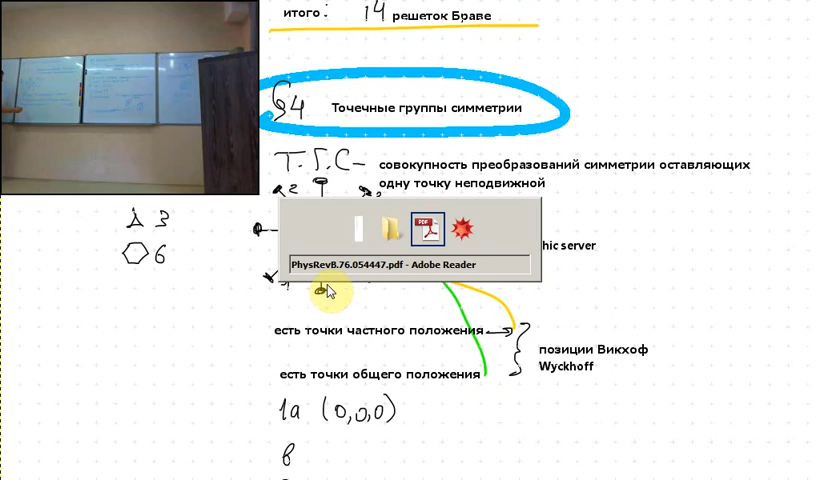 итого: 14 решеток Браве
§4 Точечные группы симметрии
Т.Г.С – совокупность преобразований симметрии оставляющих
одну точку неподвижной
2
3
6
hic server
PDF
PhysRevB.76.054447.pdf - Adobe Reader
есть точки частного положения
позиции Викхоф
Wyckhoff
есть точки общего положения
1a (0,0,0)
в